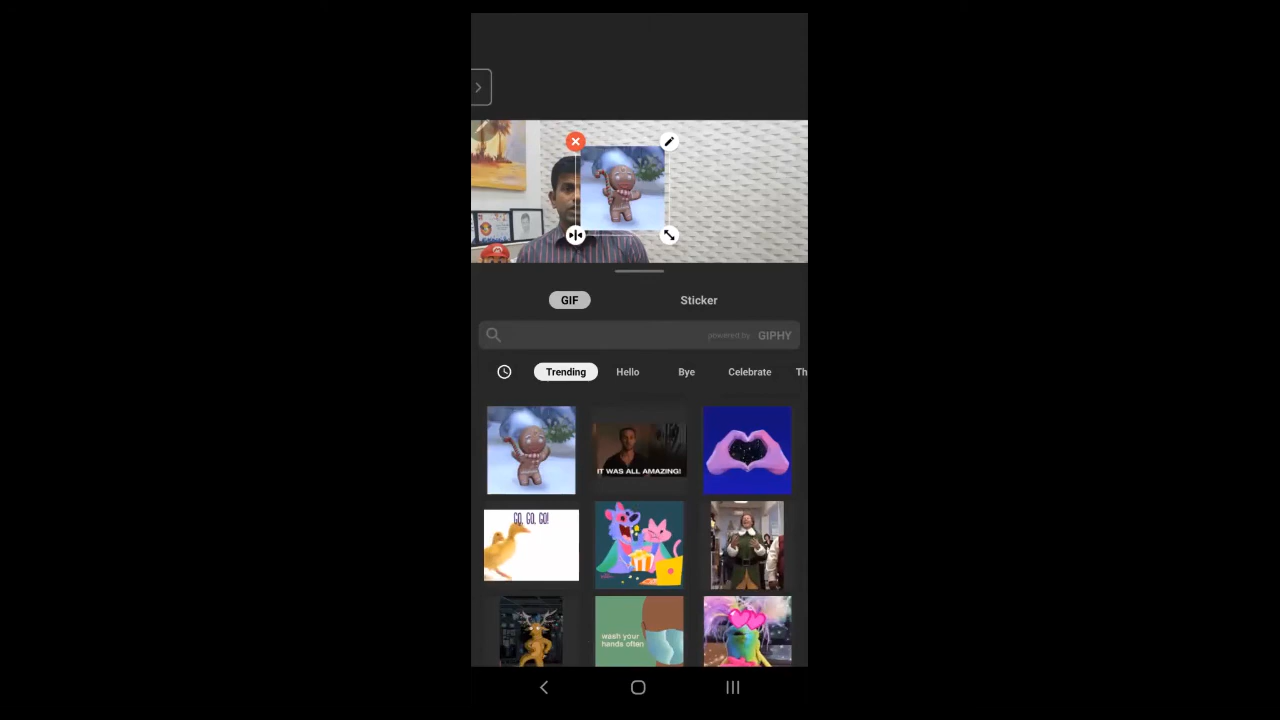 GIF Sticker
powered by GIPHY
Trending Hello Bye Celebrate Th
IT WAS ALL AMAZING!
GO, GO, GO!
wash your
hands often